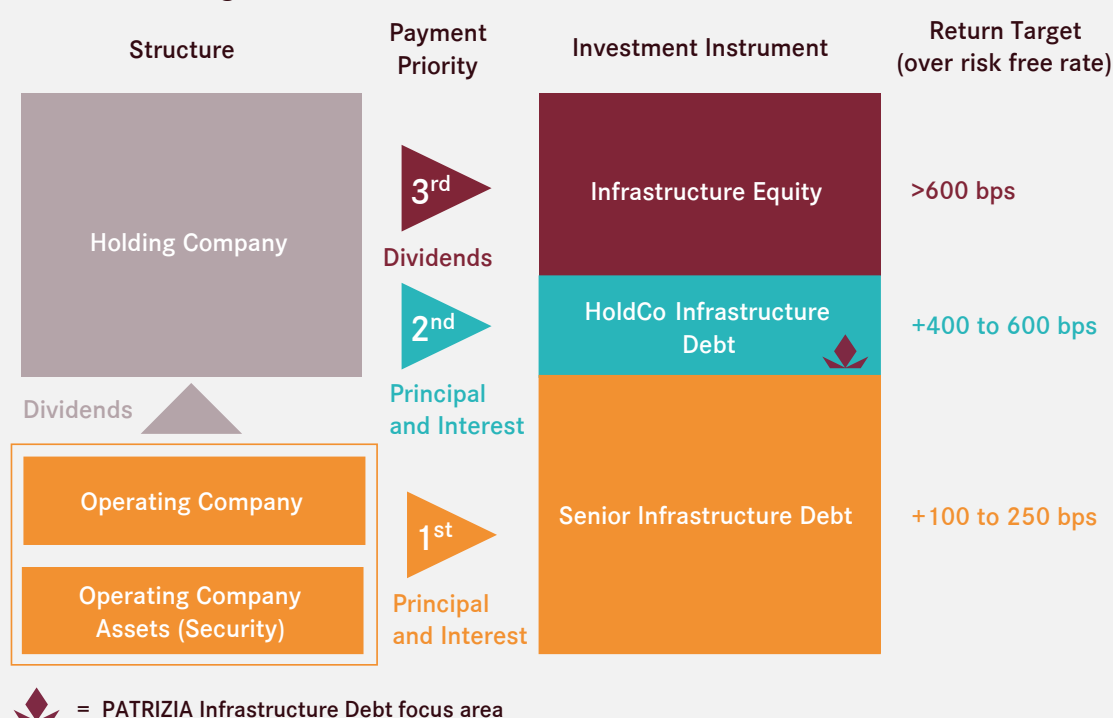 Structure
Payment
Priority
Investment Instrument
Return Target
(over risk free rate)
Holding Company
3rd
Dividends
Infrastructure Equity
>600 bps
2nd
Principal
and Interest
HoldCo Infrastructure
Debt
+400 to 600 bps
Dividends
Operating Company
Operating Company
Assets (Security)
1st
Principal
and Interest
Senior Infrastructure Debt
+100 to 250 bps
= PATRIZIA Infrastructure Debt focus area